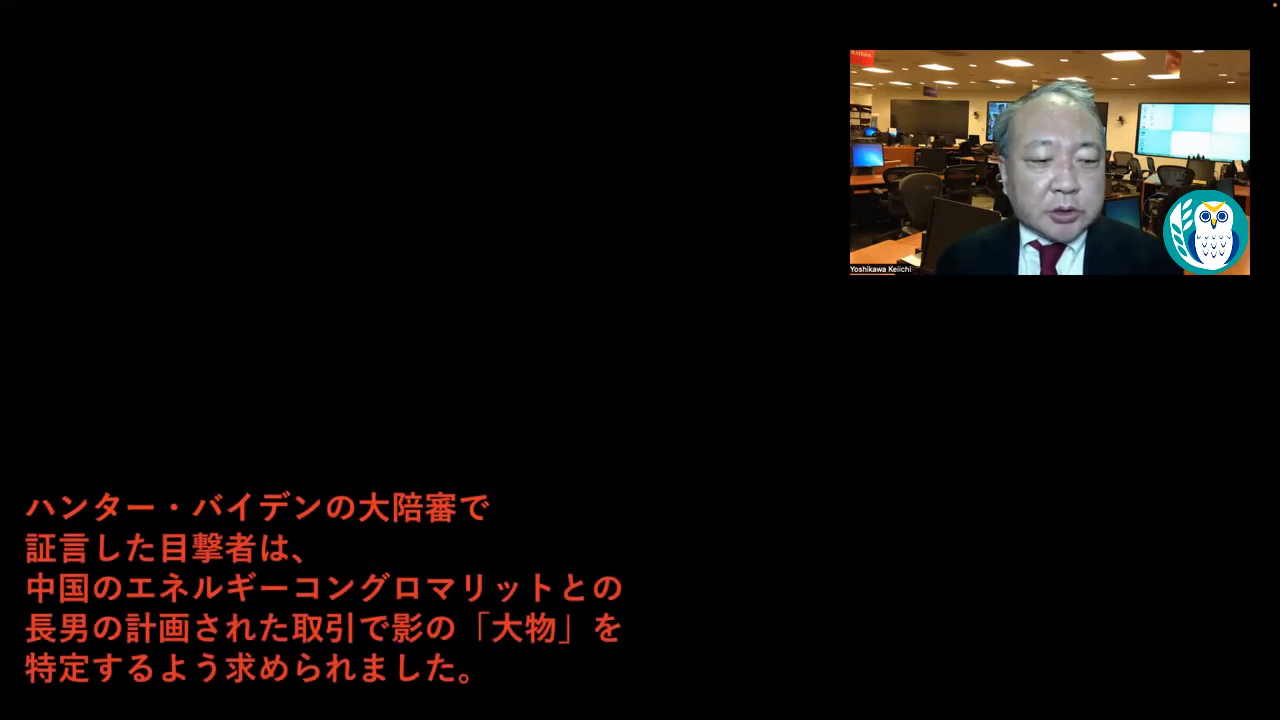 Yoshikawa Keiichi
ハンター・バイデンの大陪審で
証言した目撃者は、
中国のエネルギーコングロマリットとの
長男の計画された取引で影の「大物」を
特定するよう求められました。